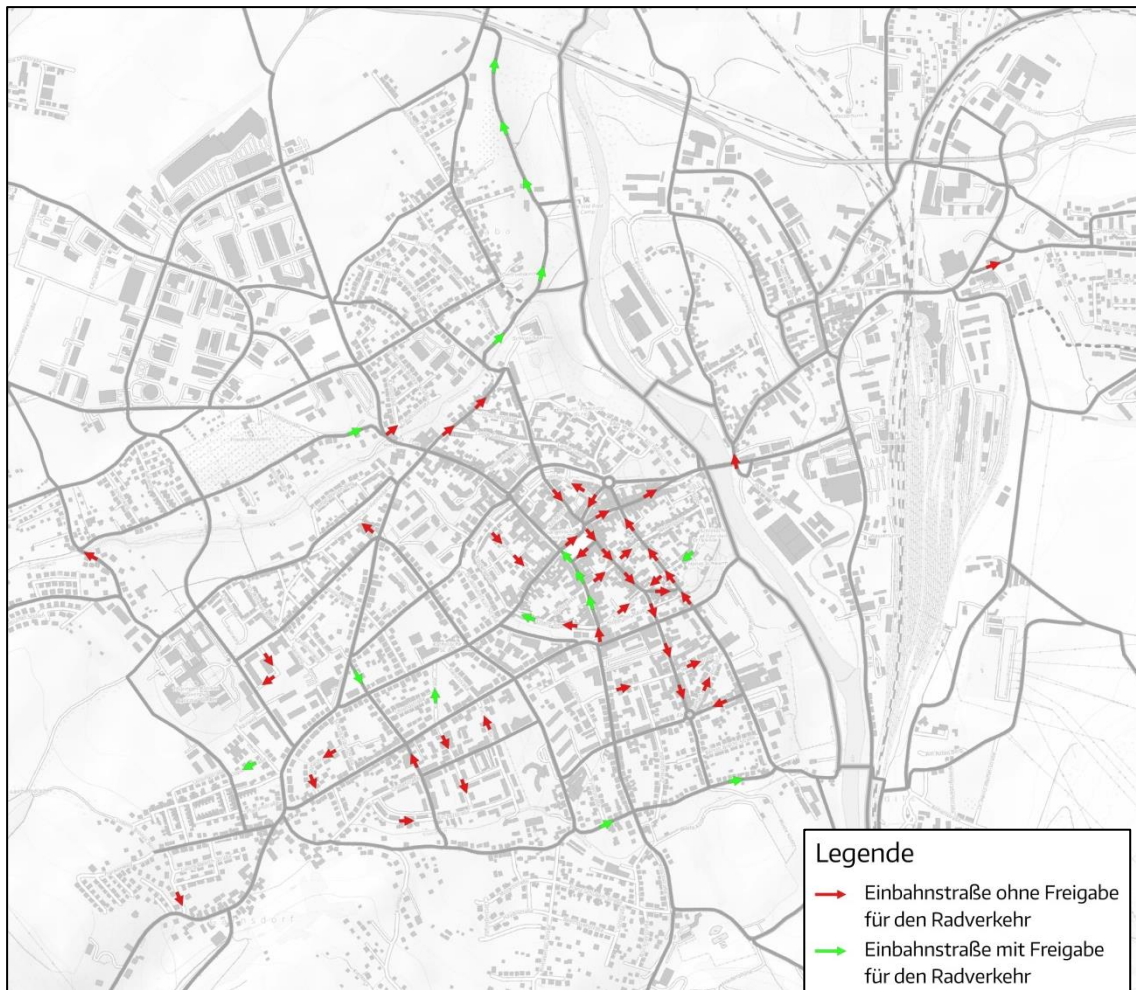 Legende
Einbahnstraße ohne Freigabe
für den Radverkehr
Einbahnstraße mit Freigabe
für den Radverkehr